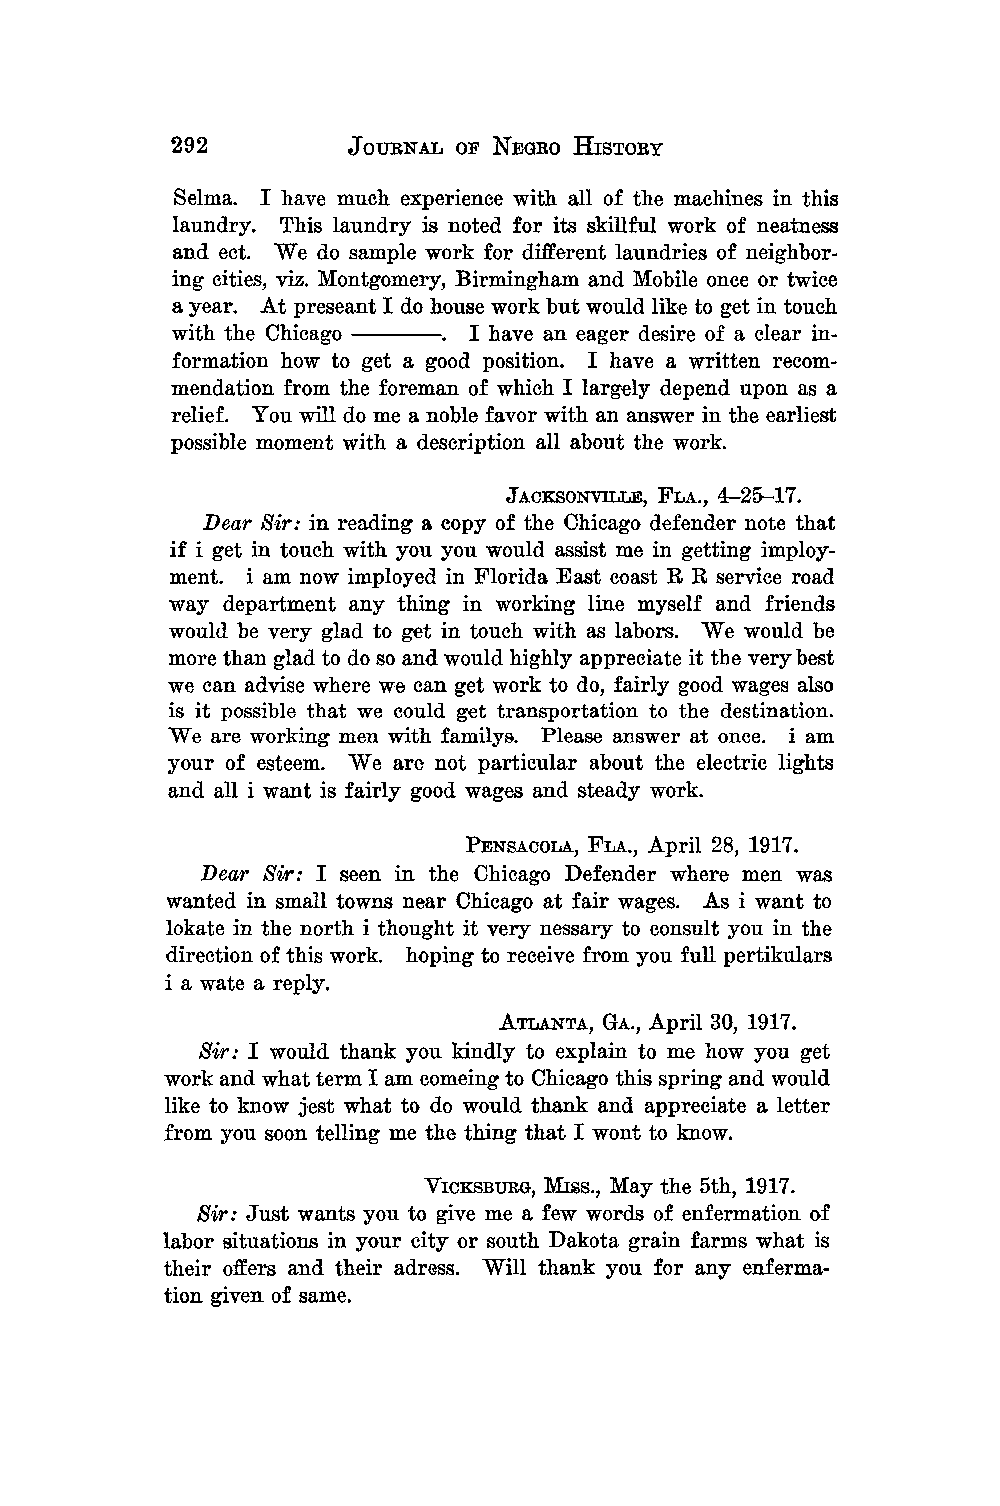 292 JOURNAL OF NEGRO HISTORY
Selma. I have much experience with all of the machines in this
laundry. This laundry is noted for its skillful work of neatness
and ect. We do sample work for different laundries of neighbor-
ing cities, viz. Montgomery, Birmingham and Mobile once or twice
a year. At preseant I do house work but would like to get in touch
with the Chicago ———. I have an eager desire of a clear in-
formation how to get a good position. I have a written recom-
mendation from the foreman of which I largely depend upon as a
relief. You will do me a noble favor with an answer in the earliest
possible moment with a description all about the work.
JACKSONVILLE, FLA., 4–25–17.
Dear Sir: in reading a copy of the Chicago defender note that
if i get in touch with you you would assist me in getting imploy-
ment. i am now imployed in Florida East coast R R service road
way department any thing in working line myself and friends
would be very glad to get in touch with as labors. We would be
more than glad to do so and would highly appreciate it the very best
we can advise where we can get work to do, fairly good wages also
is it possible that we could get transportation to the destination.
We are working men with familys. Please answer at once. i am
your of esteem. We are not particular about the electric lights
and all i want is fairly good wages and steady work.
PENSACOLA, FLA., April 28, 1917.
Dear Sir: I seen in the Chicago Defender where men was
wanted in small towns near Chicago at fair wages. As i want to
lokate in the north i thought it very nessary to consult you in the
direction of this work. hoping to receive from you full pertikulars
i a wate a reply.
ATLANTA, GA., April 30, 1917.
Sir: I would thank you kindly to explain to me how you get
work and what term I am comeing to Chicago this spring and would
like to know jest what to do would thank and appreciate a letter
from you soon telling me the thing that I wont to know.
VICKSBURG, MISS., May the 5th, 1917.
Sir: Just wants you to give me a few words of enfermation of
labor situations in your city or south Dakota grain farms what is
their offers and their adress. Will thank you for any enferma-
tion given of same.